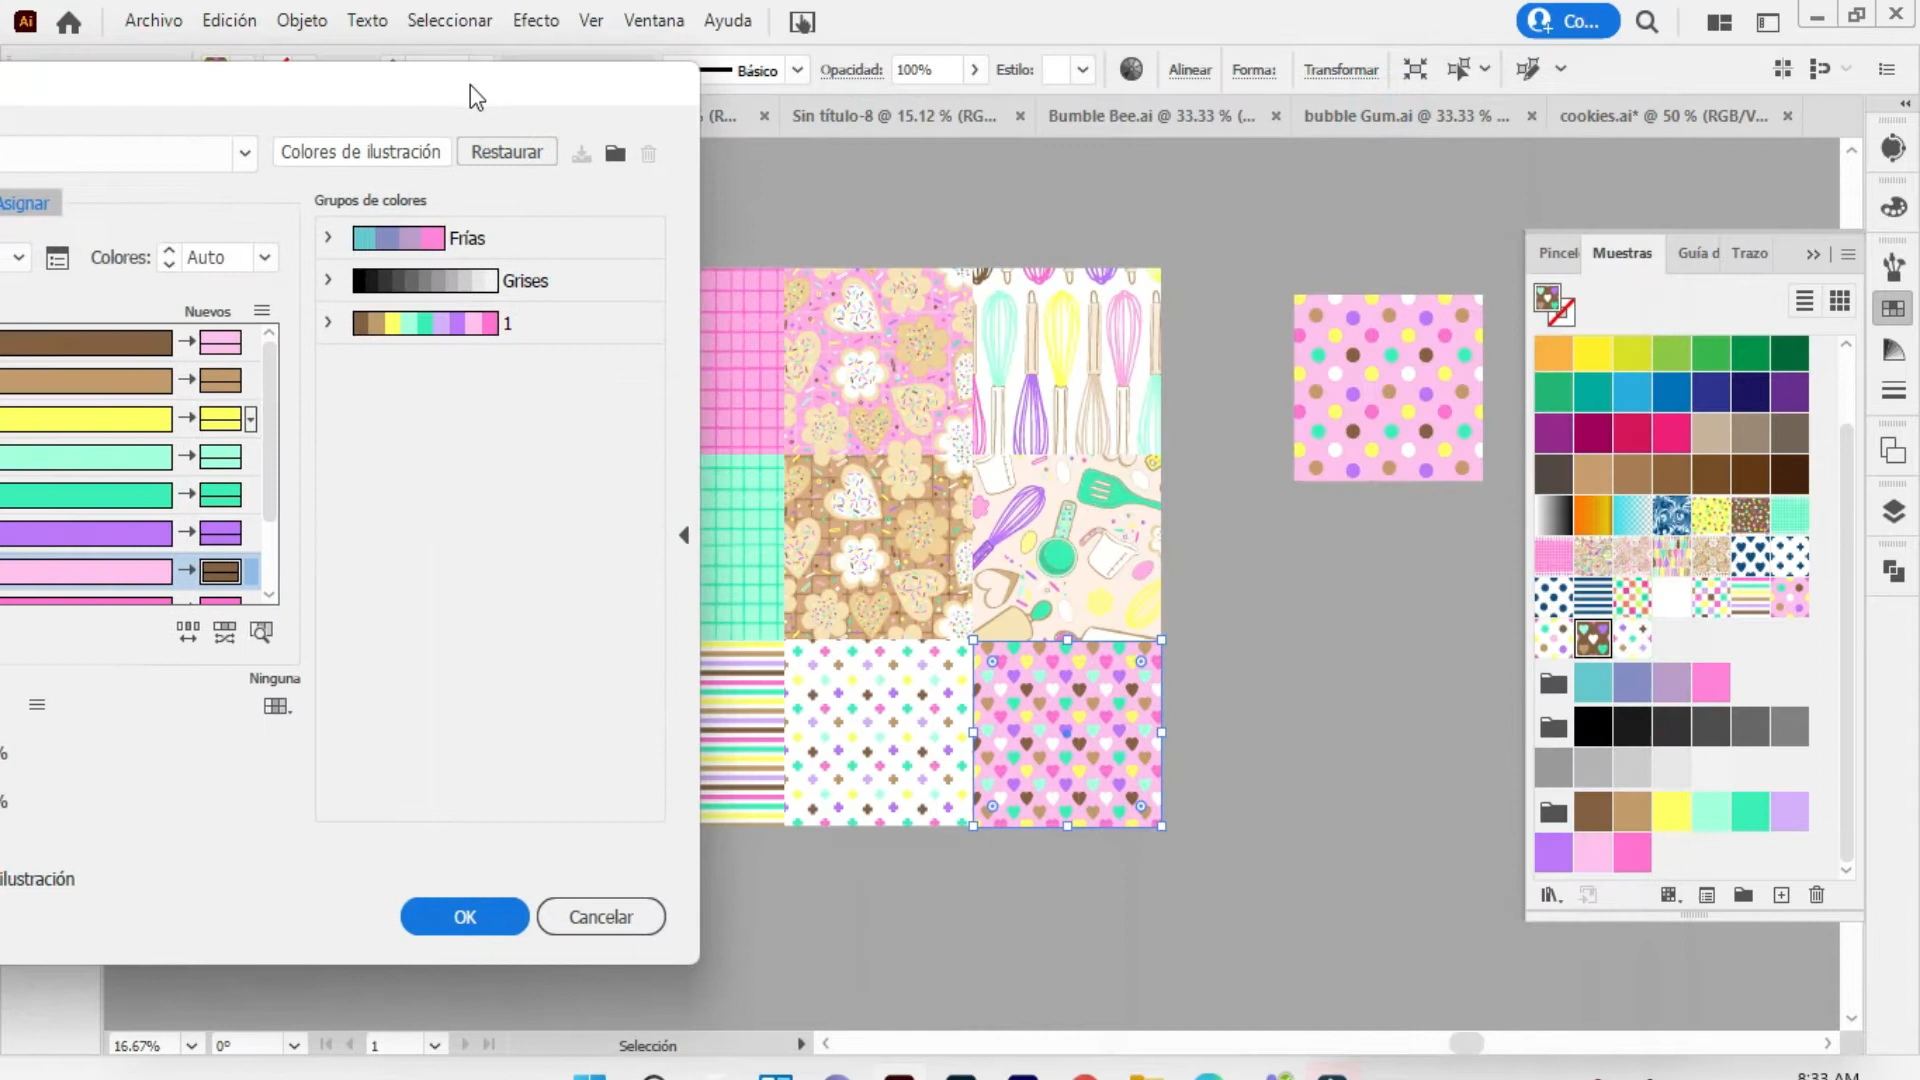 Ai Archivo Edición Objeto Texto Seleccionar Efecto Ver Ventana Ayuda Co...
Básico Opacidad: 100% Estilo: Alinear Forma: Transformar
(R... Sin título-8 @ 15.12 % (RG... Bumble Bee.ai @ 33.33 % (... bubble Gum.ai @ 33.33 % ... cookies.ai* @ 50 % (RGB/V...
Colores de ilustración Restaurar
Asignar
Grupos de colores
Colores: Auto
Frías
Grises
1
Nuevos
Ninguna
%
%
ilustración
OK Cancelar
Pincel Muestras Guía d Trazo
16.67% 0° 1 Selección
8:33 AM